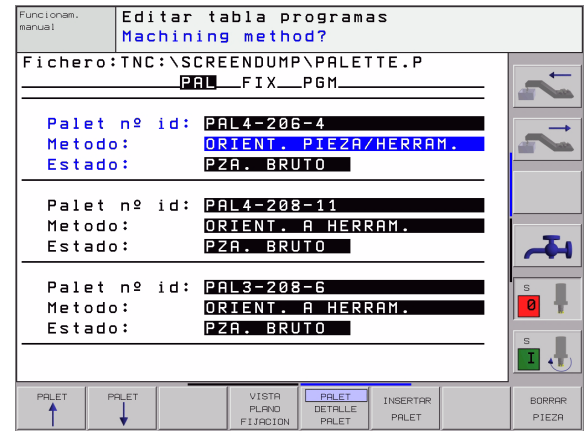 Funcionam.
manual
Editar tabla programas
Machining method?
Fichero:TNC:\SCREENDUMP\PALETTE.P
PAL FIX PGM
Palet nº id: PAL4-206-4
Metodo: ORIENT. PIEZA/HERRAM.
Estado: PZA. BRUTO
Palet nº id: PAL4-208-11
Metodo: ORIENT. A HERRAM.
Estado: PZA. BRUTO
Palet nº id: PAL3-208-6
Metodo: ORIENT. A HERRAM.
Estado: PZA. BRUTO
S
0
S
I
PALET
PALET
VISTA
PLANO
FIJACION
PALET
DETALLE
PALET
INSERTAR
PALET
BORRAR
PIEZA